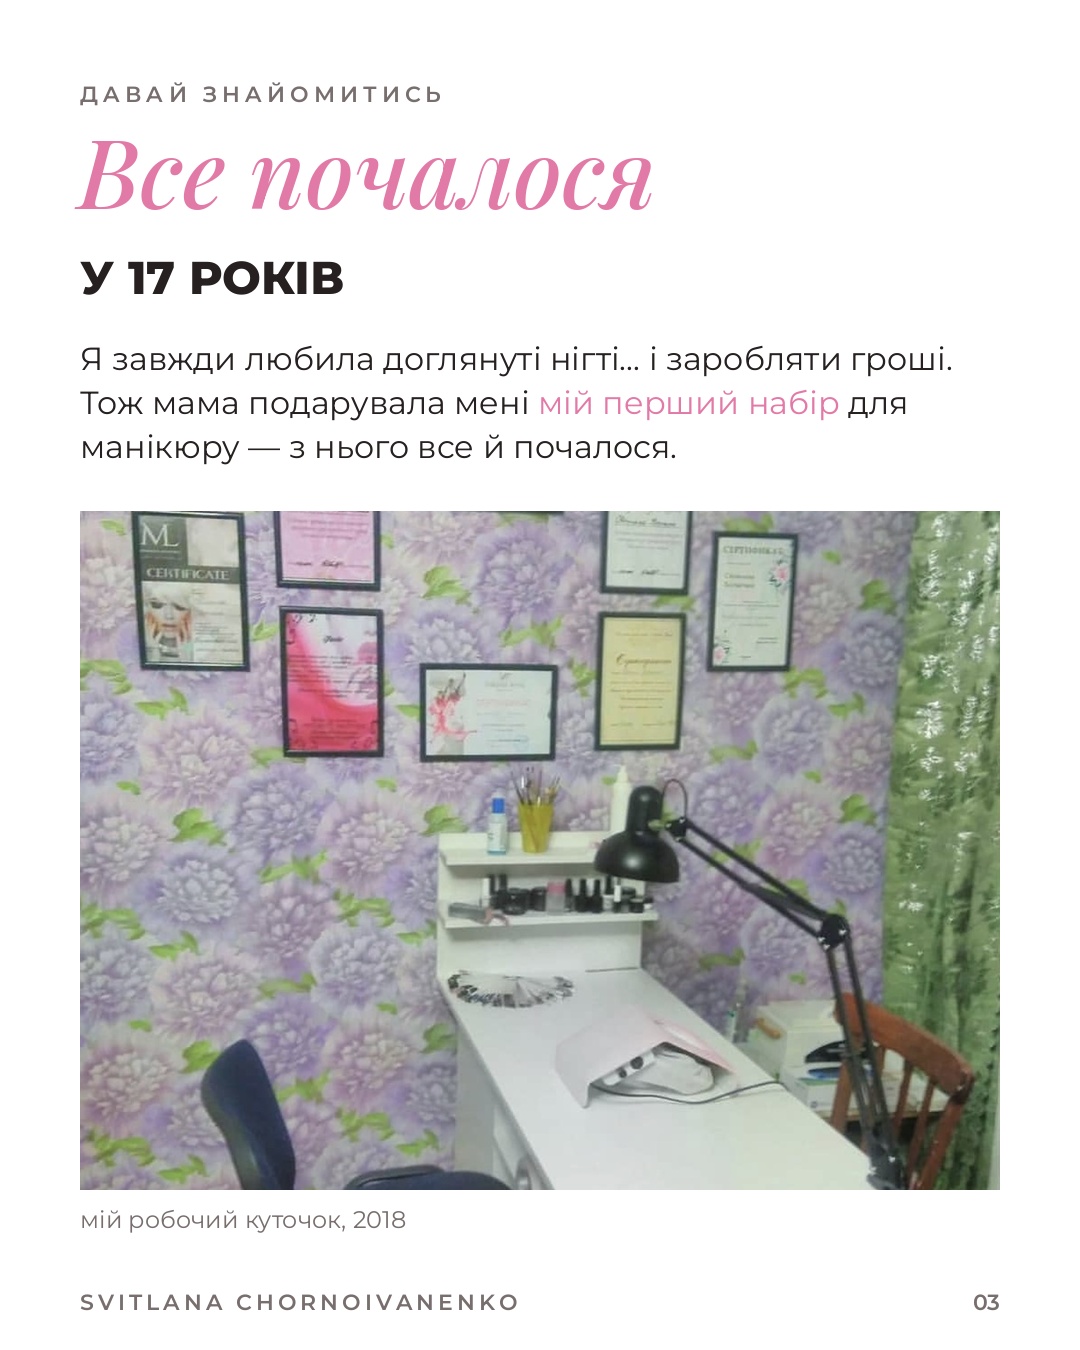 ДАВАЙ ЗНАЙОМИТИСЬ
Все почалося
У 17 РОКІВ
Я завжди любила доглянуті нігті... і заробляти гроші.
Тож мама подарувала мені мій перший набір для
манікюру — з нього все й почалося.
ML
CERTIFICATE
СЕРТИФІКАТ
мій робочий куточок, 2018
SVITLANA CHORNOIVANENKO
03